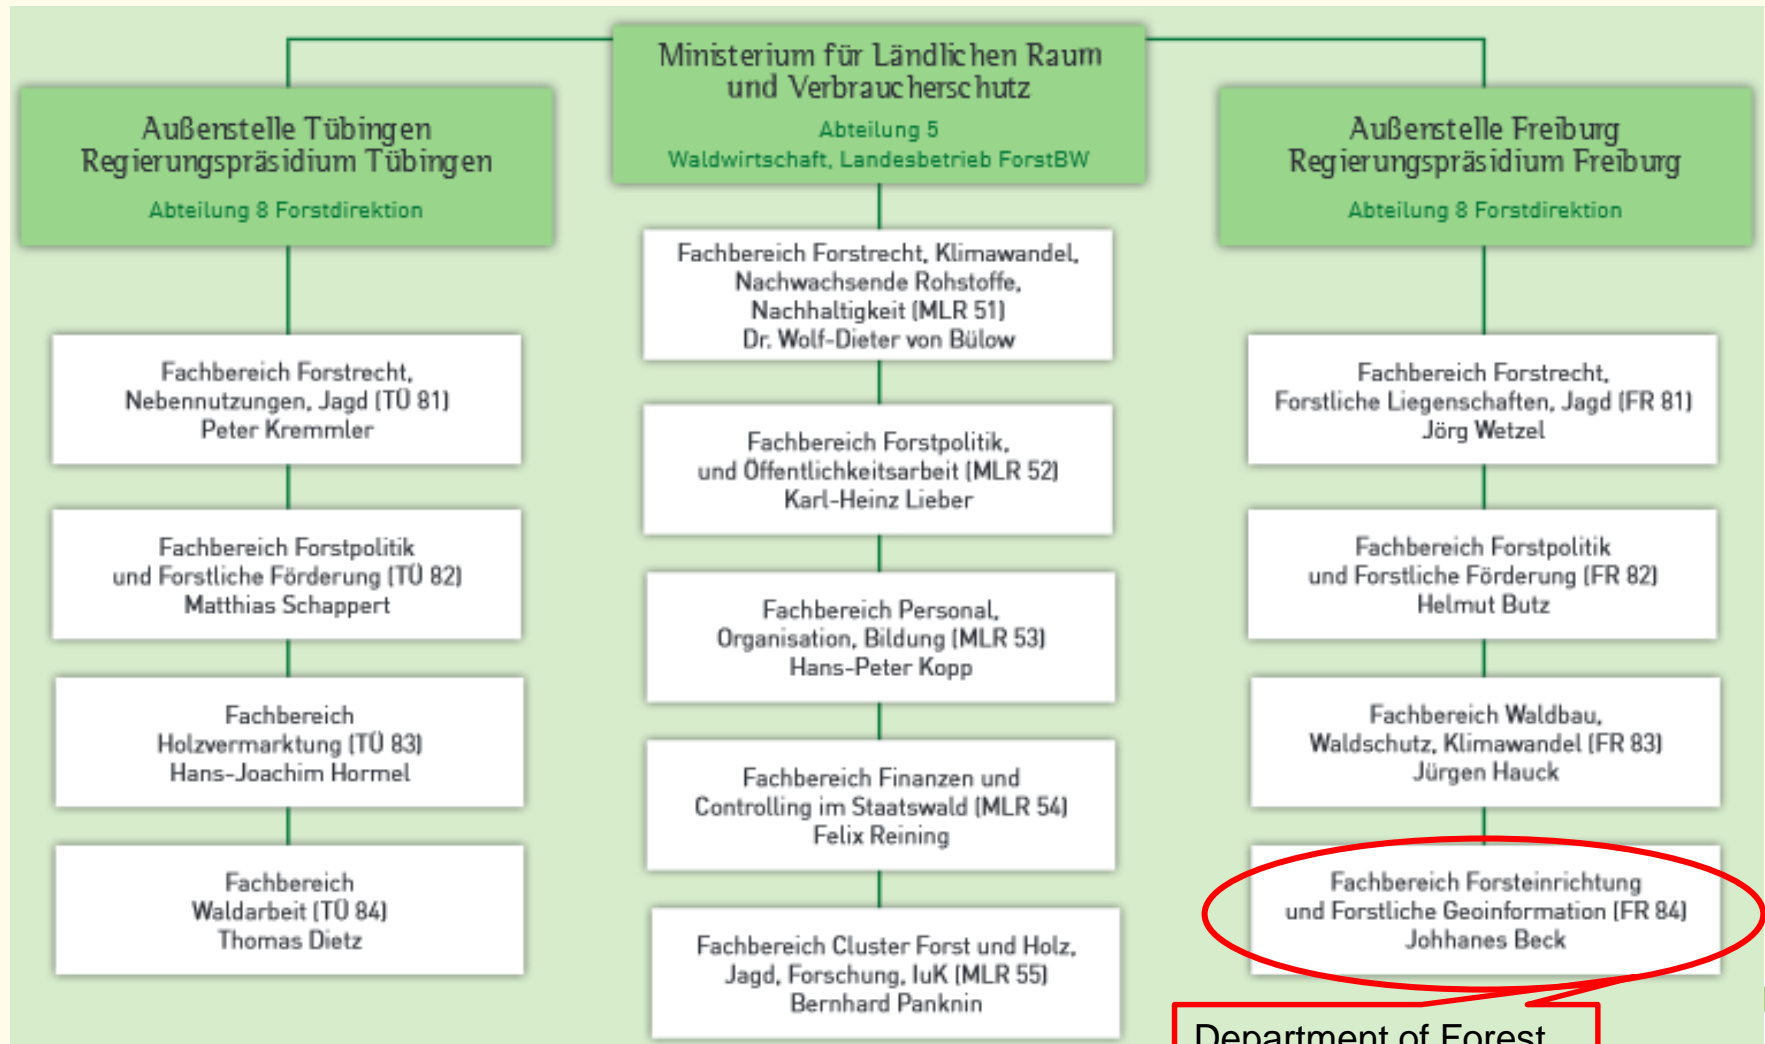 Ministerium für Ländlichen Raum
und Verbraucherschutz
Abteilung 5
Waldwirtschaft, Landesbetrieb ForstBW
Außenstelle Tübingen
Regierungspräsidium Tübingen
Abteilung 8 Forstdirektion
Fachbereich Forstrecht,
Nebennutzungen, Jagd (TÜ 81)
Peter Kremmler
Fachbereich Forstpolitik
und Forstliche Förderung (TÜ 82)
Matthias Schappert
Fachbereich
Holzvermarktung (TÜ 83)
Hans-Joachim Hormel
Fachbereich
Waldarbeit (TÜ 84)
Thomas Dietz
Fachbereich Forstrecht, Klimawandel,
Nachwachsende Rohstoffe,
Nachhaltigkeit (MLR 51)
Dr. Wolf-Dieter von Bülow
Fachbereich Forstpolitik,
und Öffentlichkeitsarbeit (MLR 52)
Karl-Heinz Lieber
Fachbereich Personal,
Organisation, Bildung (MLR 53)
Hans-Peter Kopp
Fachbereich Finanzen und
Controlling im Staatswald (MLR 54)
Felix Reining
Fachbereich Cluster Forst und Holz,
Jagd, Forschung, IuK (MLR 55)
Bernhard Panknin
Außenstelle Freiburg
Regierungspräsidium Freiburg
Abteilung 8 Forstdirektion
Fachbereich Forstrecht,
Forstliche Liegenschaften, Jagd (FR 81)
Jörg Wetzel
Fachbereich Forstpolitik
und Forstliche Förderung (FR 82)
Helmut Butz
Fachbereich Waldbau,
Waldschutz, Klimawandel (FR 83)
Jürgen Hauck
Fachbereich Forsteinrichtung
und Forstliche Geoinformation (FR 84)
Johhanes Beck
Department of Forest